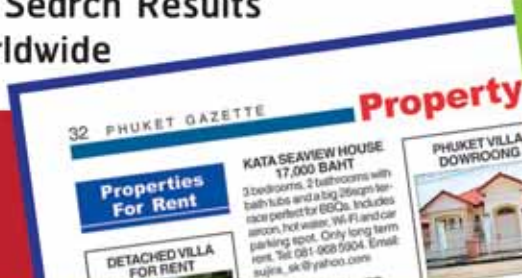 Search Results
rldwide
32 PHUKET GAZETTE
Property
Properties
For Rent
DETACHED VILLA
FOR RENT
KATA SEAVIEW HOUSE
17,000 BAHT
3 bedrooms, 2 bathrooms with
bath tubs and a big 26sqm ter-
race perfect for BBQs. Includes
aircon, hot water, Wi-Fi and car
parking spot. Only long term
rent. Tel: 081-968 5904. Email:
sujira_sk@yahoo.com
PHUKET VILLA
DOWROONG